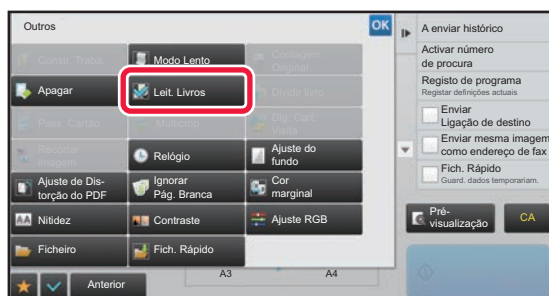 Outros
OK
Constr. Traba.
Modo Lento
Contagem
Original
Apagar
Leit. Livros
Dividir livro
Pass. Cartão
Multicrop
Dig. Cart.
Visita
Recortar
imagem
Relógio
Ajuste do
fundo
Ajuste de Dis-
torção do PDF
Ignorar
Pág. Branca
Cor
marginal
AA
Nitidez
Contraste
Ajuste RGB
Ficheiro
Fich. Rápido
Anterior
A3
A4
A enviar histórico
Activar número
de procura
Registo de programa
Registar definições actuais
Enviar
Ligação de destino
Enviar mesma imagem
como endereço de fax
Fich. Rápido
Guard. dados temporariam.
Pré-
visualização
CA